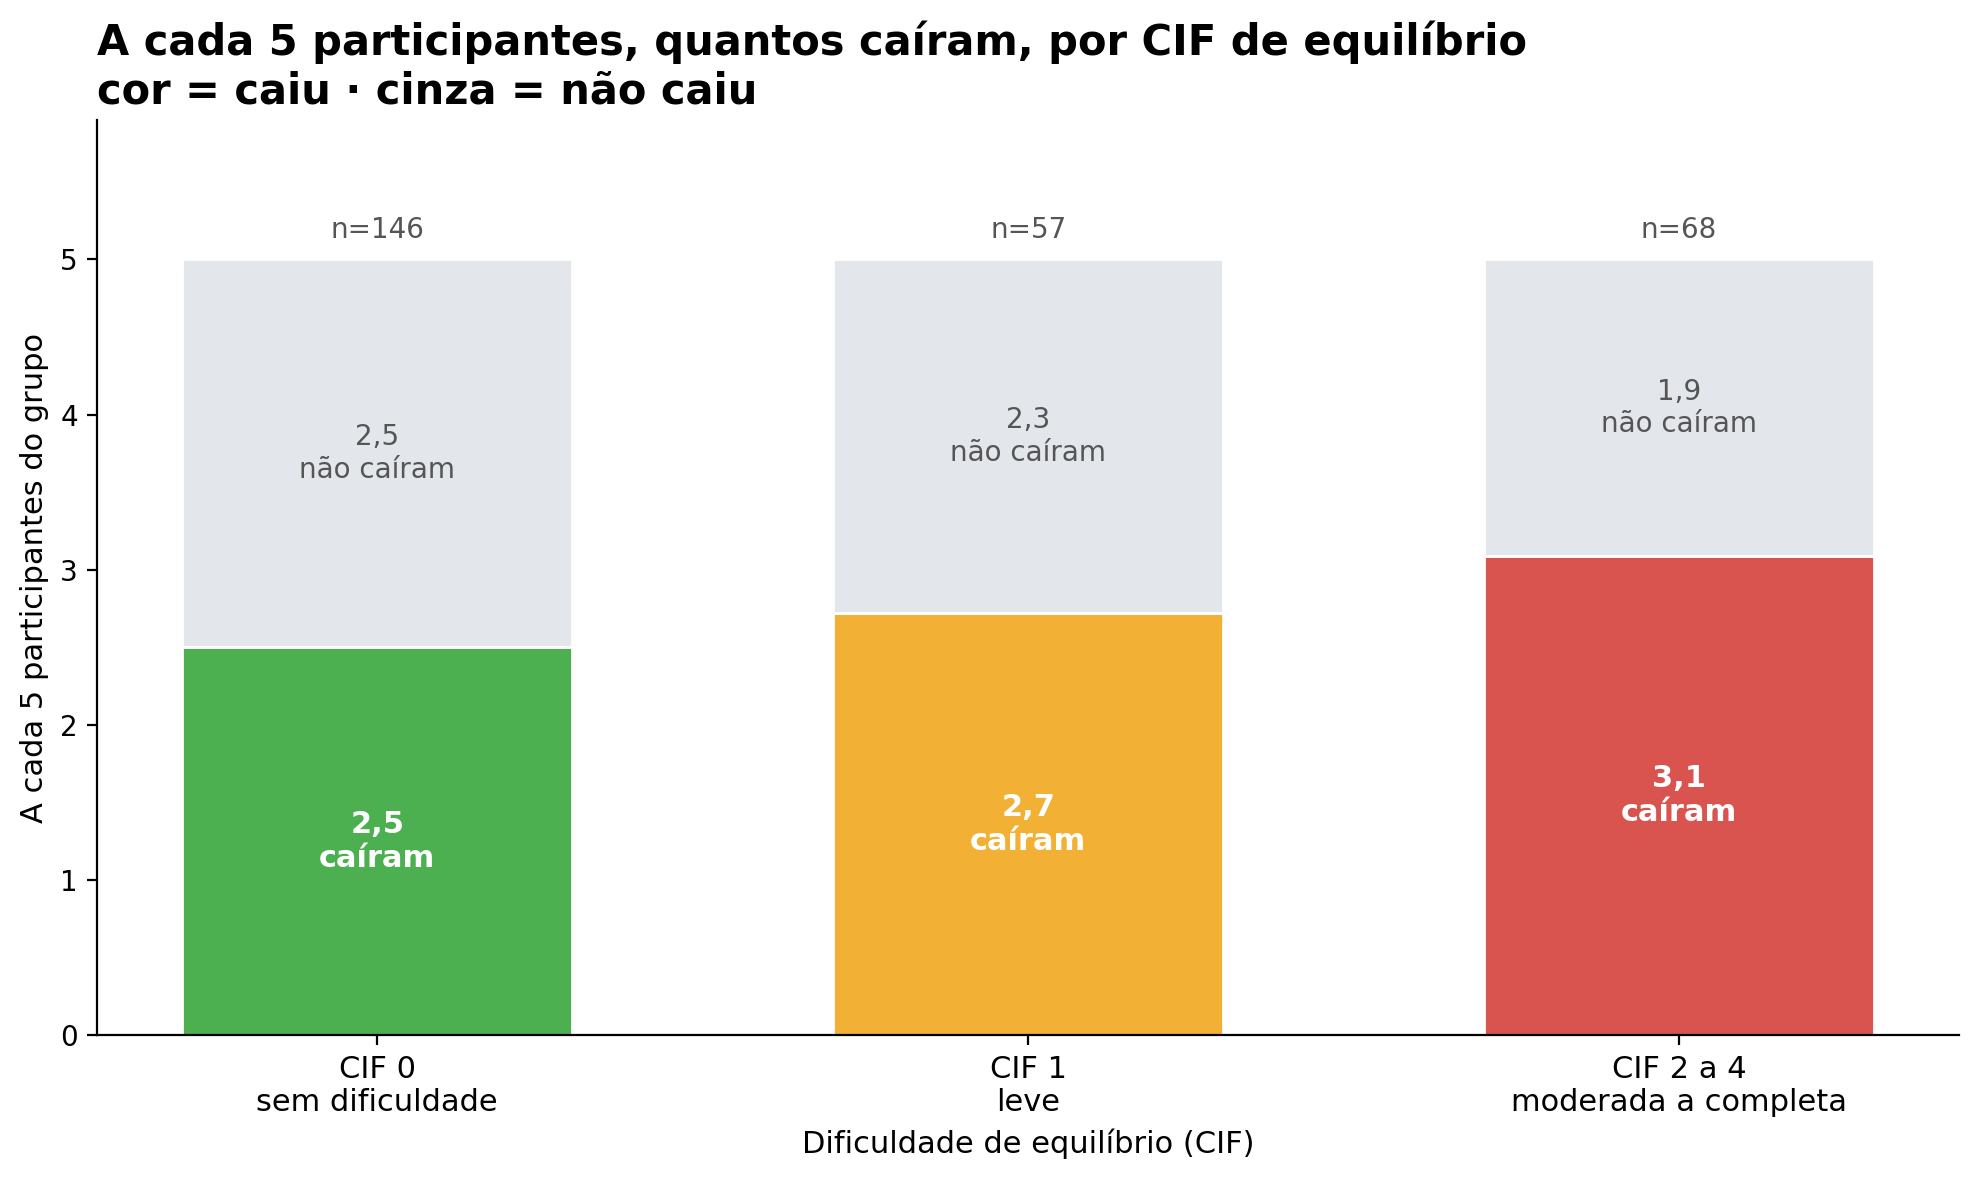 A cada 5 participantes, quantos caíram, por CIF de equilíbrio
cor = caiu · cinza = não caiu
A cada 5 participantes do grupo
5
4
3
2
1
0
n=146
2,5
não caíram
2,5
caíram
n=57
2,3
não caíram
2,7
caíram
n=68
1,9
não caíram
3,1
caíram
CIF 0
sem dificuldade
CIF 1
leve
CIF 2 a 4
moderada a completa
Dificuldade de equilíbrio (CIF)